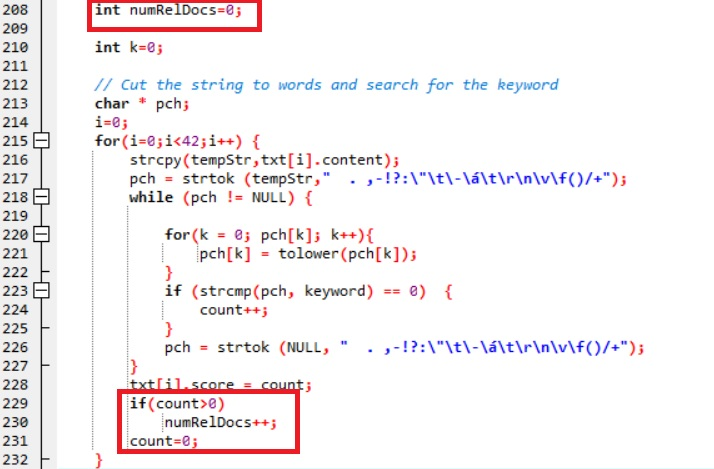 208 int numRelDocs=0;
209
210 int k=0;
211
212 // Cut the string to words and search for the keyword
213 char * pch;
214 i=0;
215 for(i=0;i<42;i++) {
216 strcpy(tempStr,txt[i].content);
217 pch = strtok (tempStr,"  . ,-!?:\"\t\-\á\t\r\n\v\f()/+");
218 while (pch != NULL) {
219
220 for(k = 0; pch[k]; k++){
221 pch[k] = tolower(pch[k]);
222 }
223 if (strcmp(pch, keyword) == 0)  {
224 count++;
225 }
226 pch = strtok (NULL, "  . ,-!?:\"\t\-\á\t\r\n\v\f()/+");
227 }
228 txt[i].score = count;
229 if(count>0)
230 numRelDocs++;
231 count=0;
232 }